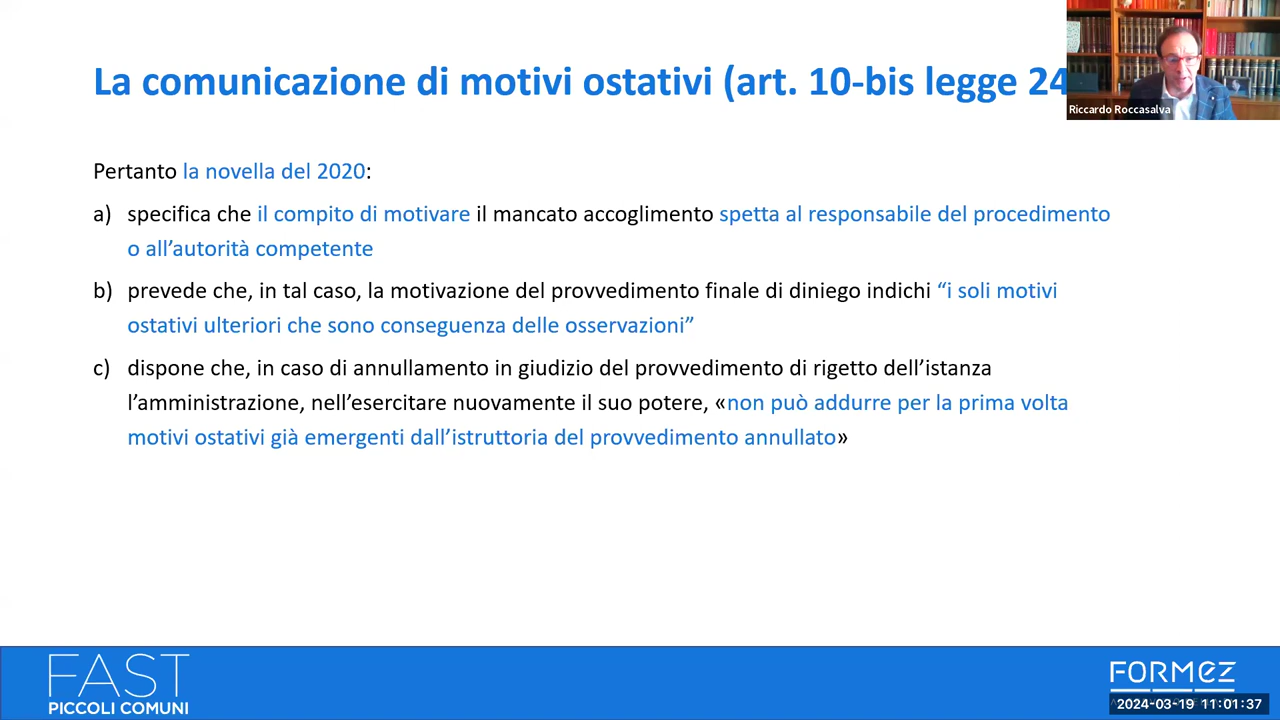 La comunicazione di motivi ostativi (art. 10-bis legge 24
Riccardo Roccasalva
Pertanto la novella del 2020:
a) specifica che il compito di motivare il mancato accoglimento spetta al responsabile del procedimento
o all’autorità competente
b) prevede che, in tal caso, la motivazione del provvedimento finale di diniego indichi “i soli motivi
ostativi ulteriori che sono conseguenza delle osservazioni”
c) dispone che, in caso di annullamento in giudizio del provvedimento di rigetto dell’istanza
l’amministrazione, nell’esercitare nuovamente il suo potere, «non può addurre per la prima volta
motivi ostativi già emergenti dall’istruttoria del provvedimento annullato»
FAST
PICCOLI COMUNI
FORMEZ
2024-03-19 11:01:37